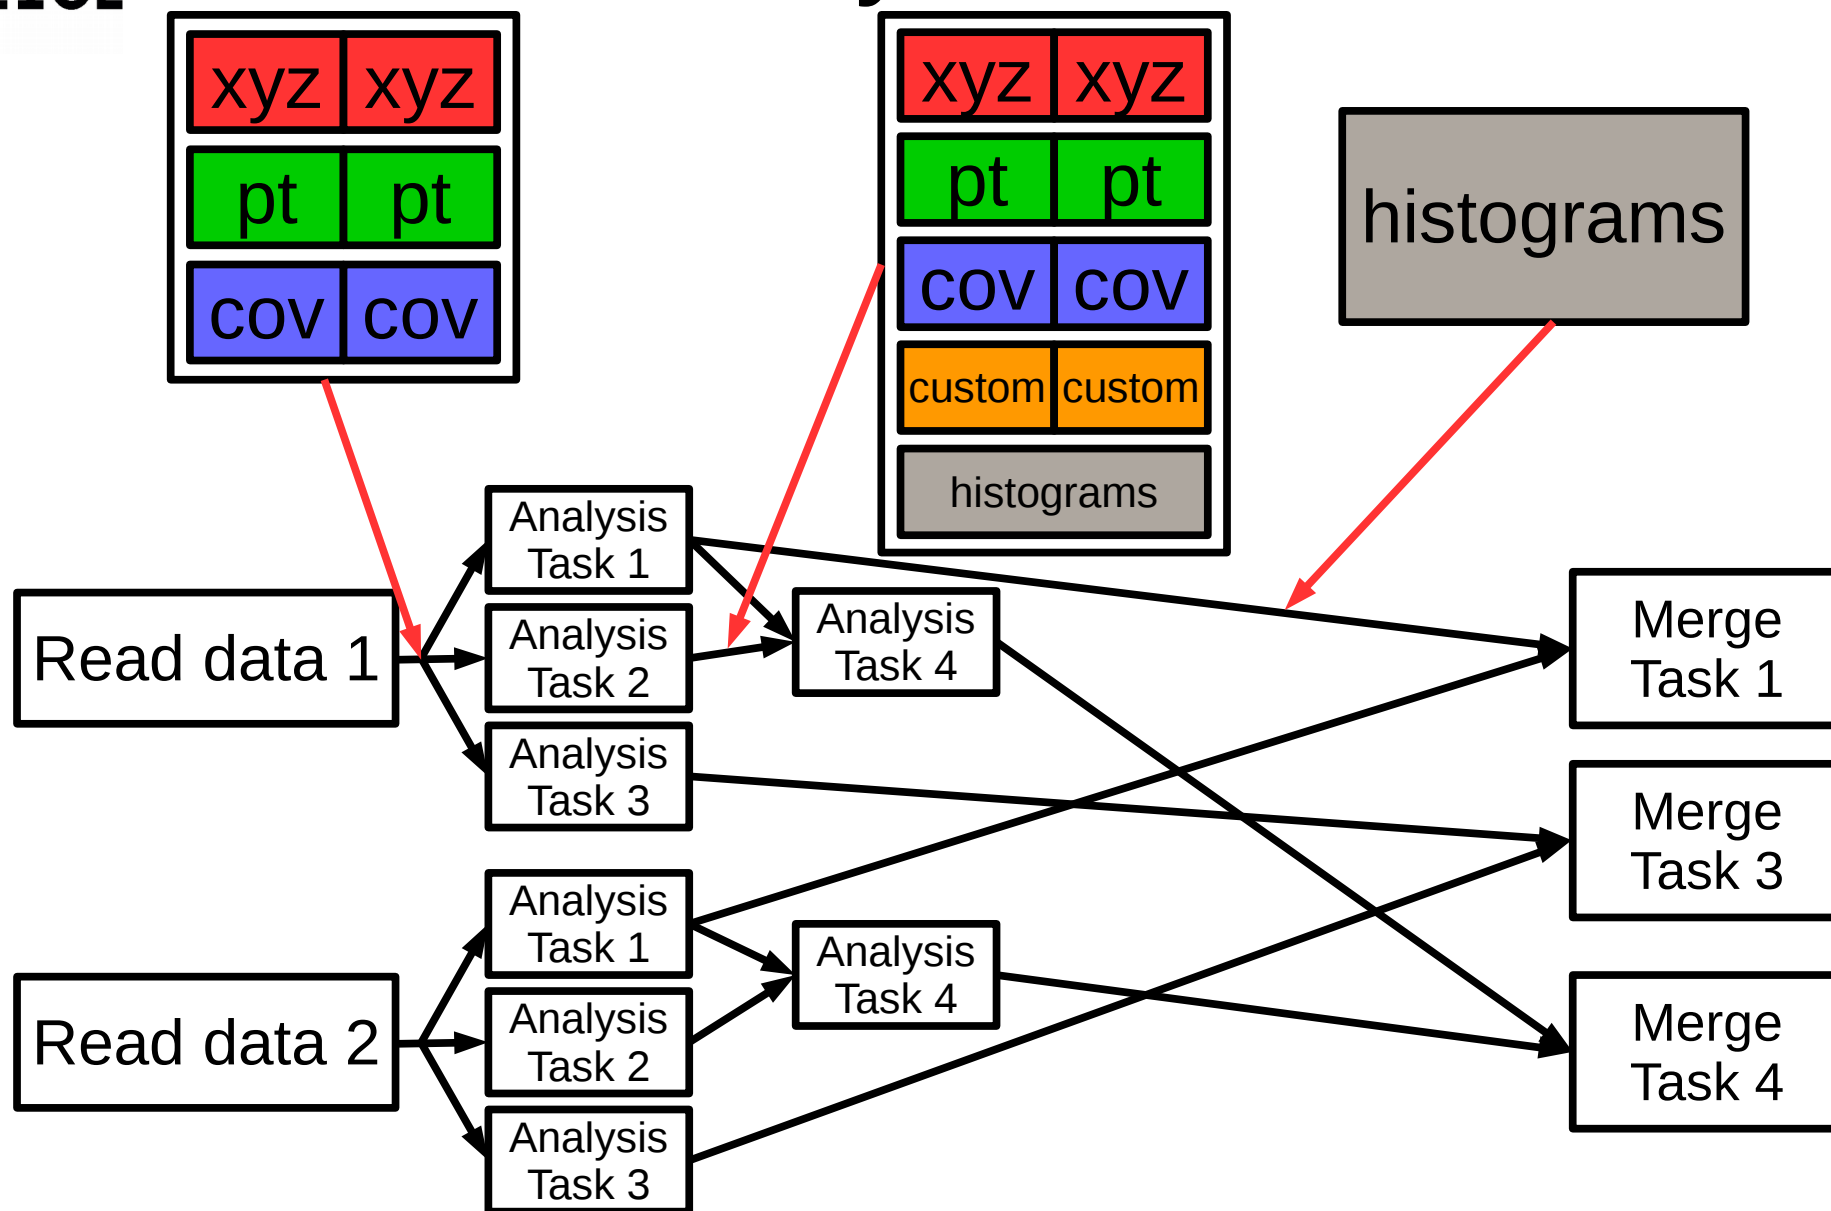 xyz xyz
pt pt
cov cov
xyz xyz
pt pt
cov cov
custom custom
histograms
histograms
Read data 1
Analysis
Task 1
Analysis
Task 2
Analysis
Task 3
Analysis
Task 4
Read data 2
Analysis
Task 1
Analysis
Task 2
Analysis
Task 3
Analysis
Task 4
Merge
Task 1
Merge
Task 3
Merge
Task 4